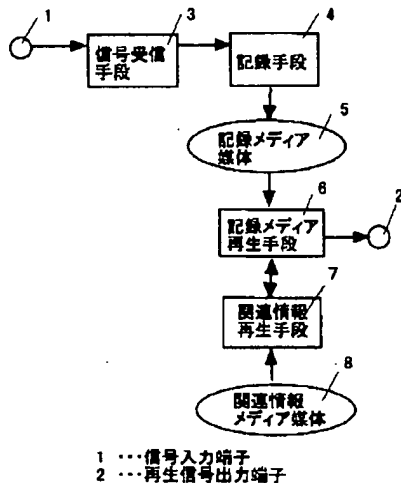 1
3
4
信号受信
手段
記録手段
5
記録メディア
媒体
6
2
記録メディア
再生手段
7
関連情報
再生手段
8
関連情報
メディア媒体
1 ･･･信号入力端子
2 ･･･再生信号出力端子